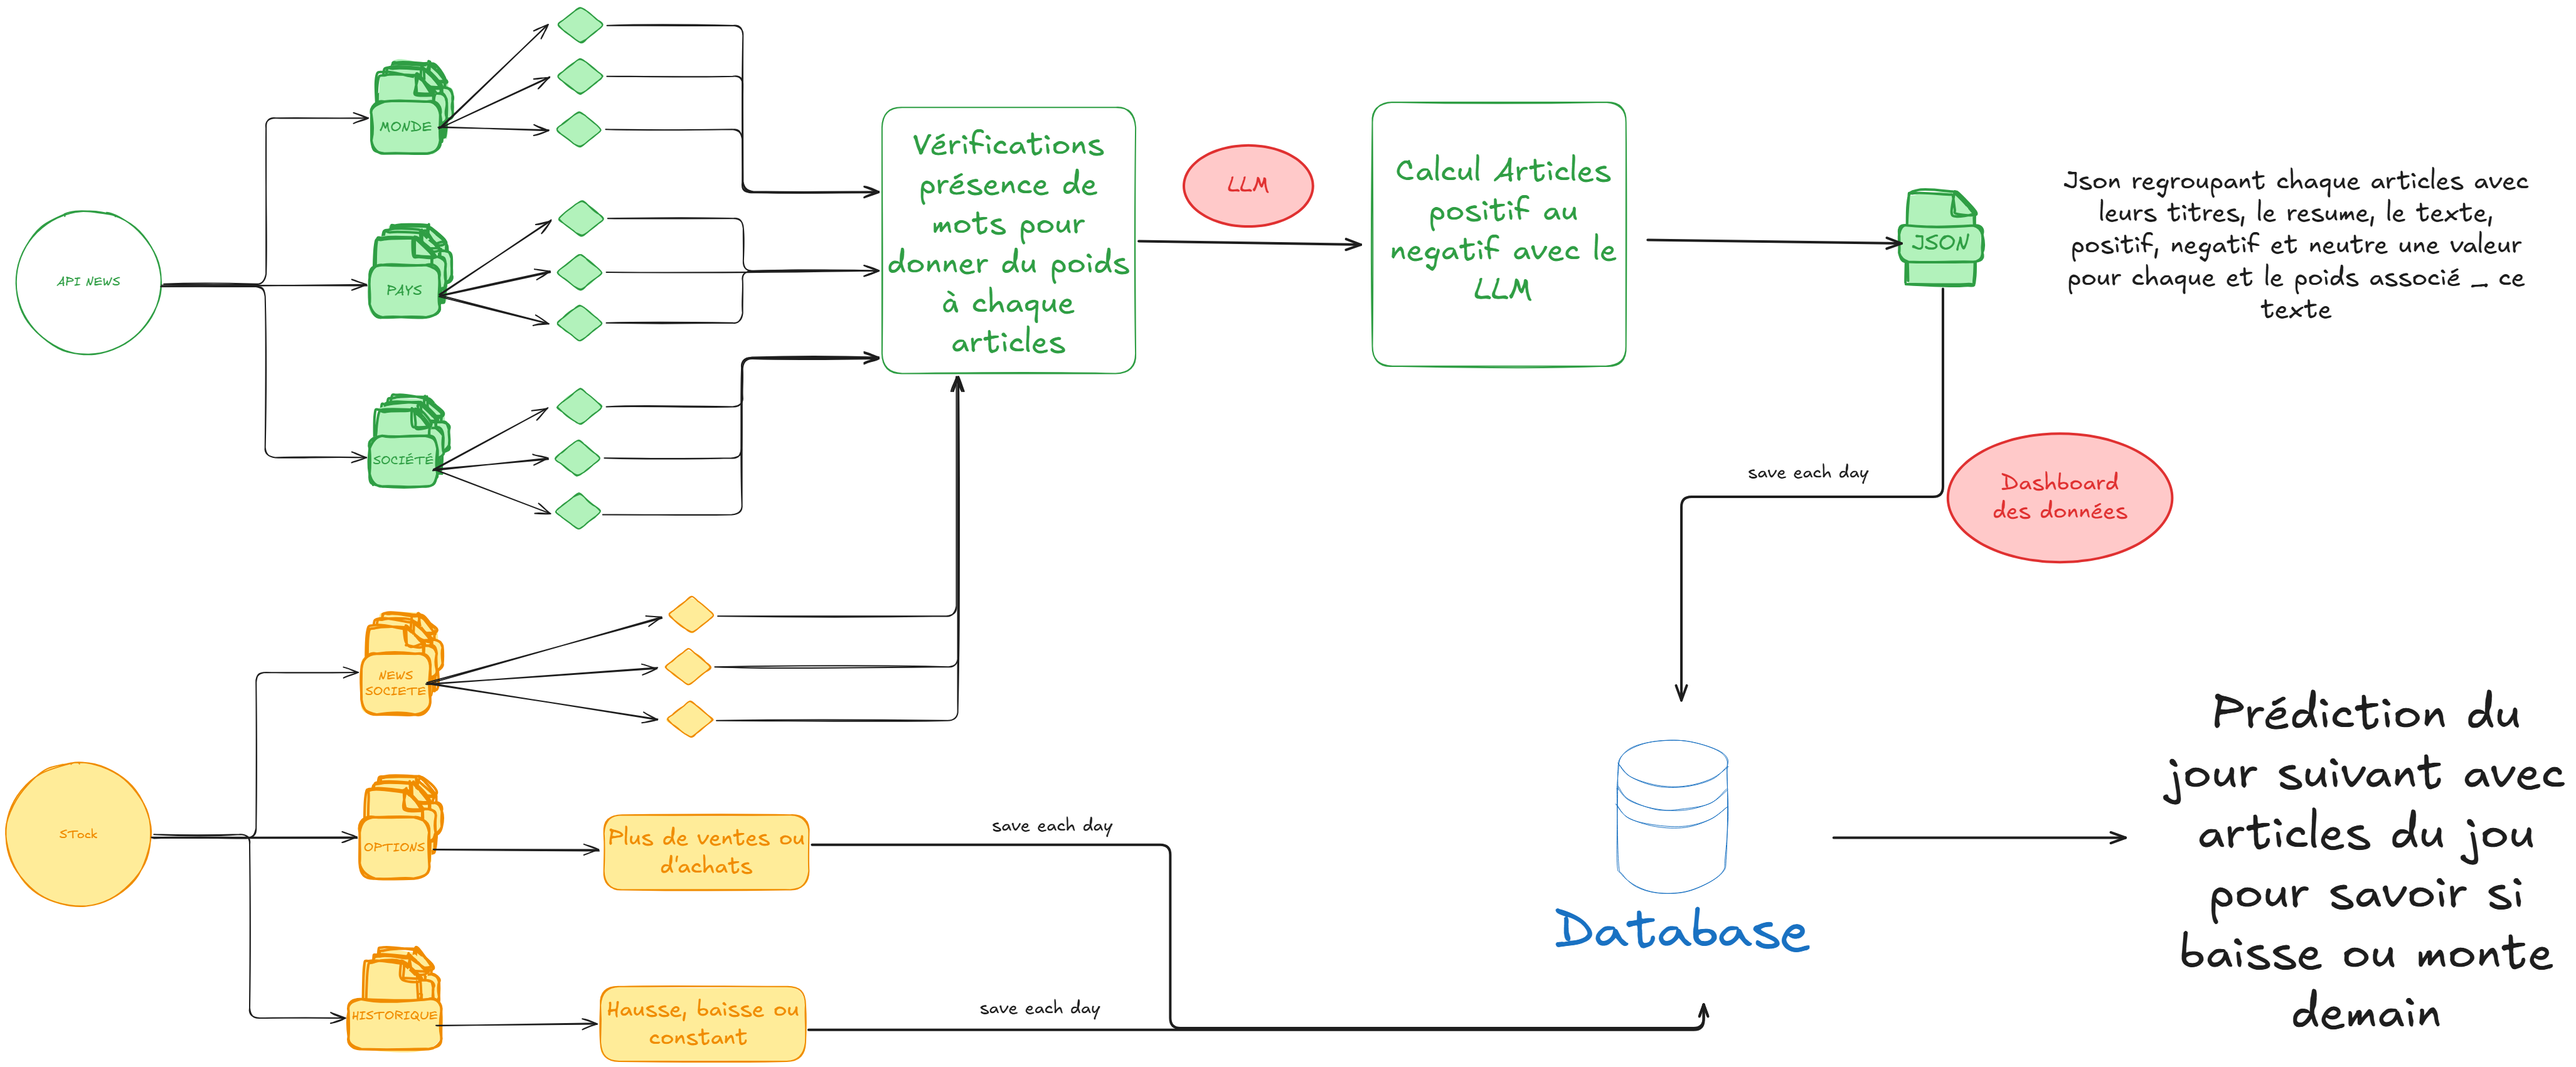 API NEWS
MONDE
PAYS
SOCIÉTÉ
Vérifications
présence de
mots pour
donner du poids
à chaque
articles
LLM
Calcul Articles
positif au
negatif avec le
LLM
JSON
Json regroupant chaque articles avec
leurs titres, le resume, le texte,
positif, negatif et neutre une valeur
pour chaque et le poids associé _ ce
texte
save each day
Dashboard
des données
STock
NEWS
SOCIETE
OPTIONS
HISTORIQUE
Plus de ventes ou
d'achats
save each day
Hausse, baisse ou
constant
save each day
Database
Prédiction du
jour suivant avec
articles du jou
pour savoir si
baisse ou monte
demain